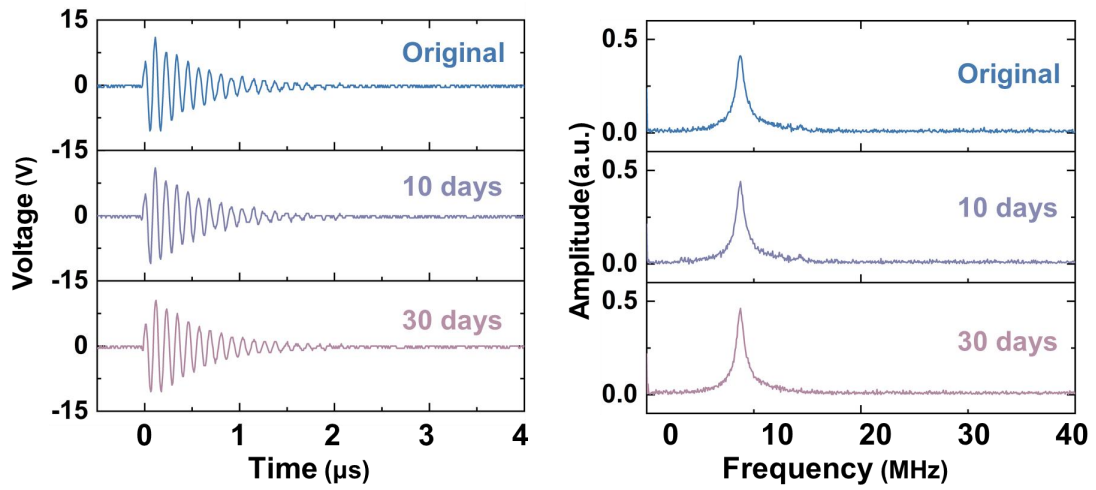 15
Original
0
-15
10 days
0
-15
30 days
0
-15
0 1 2 3 4
Time (μs)
Voltage (V)
0.5
Original
0.0
0.5
10 days
0.0
0.5
30 days
0.0
0 10 20 30 40
Frequency (MHz)
Amplitude(a.u.)